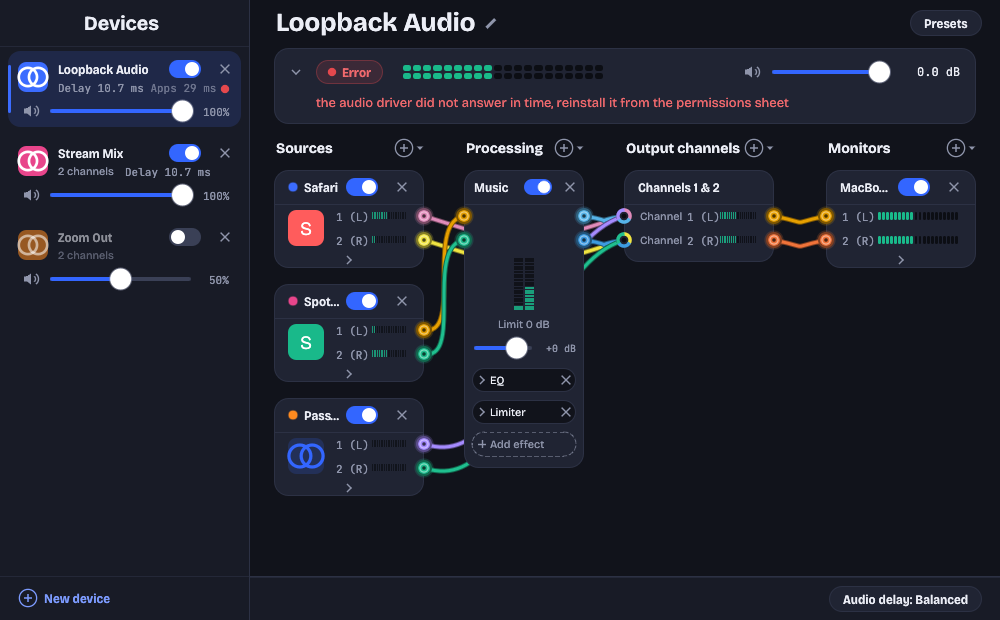 Devices
Loopback Audio
Delay 10.7 ms Apps 29 ms
100%
Stream Mix
2 channels Delay 10.7 ms
100%
Zoom Out
2 channels
50%
New device
Loopback Audio
Presets
Error
0.0 dB
the audio driver did not answer in time, reinstall it from the permissions sheet
Sources
Processing
Output channels
Monitors
Safari
S
1 (L)
2 (R)
Spot...
S
1 (L)
2 (R)
Pass...
1 (L)
2 (R)
Music
Limit 0 dB
+0 dB
EQ
Limiter
+ Add effect
Channels 1 & 2
Channel 1 (L)
Channel 2 (R)
MacBo...
1 (L)
2 (R)
Audio delay: Balanced